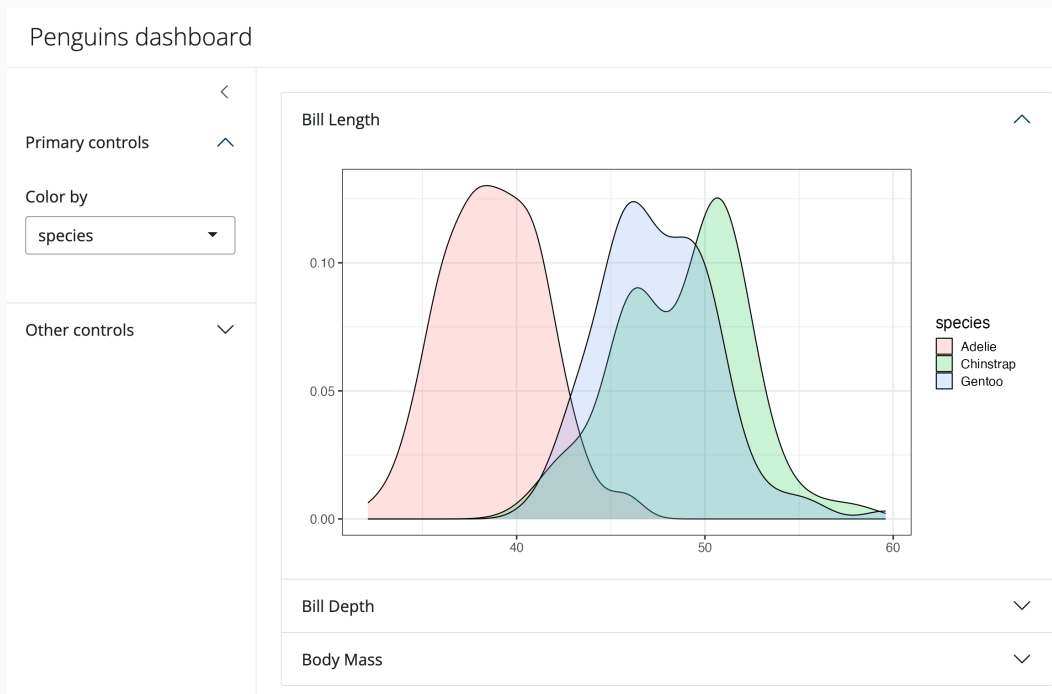 Penguins dashboard
Primary controls
Color by
species
Other controls
Bill Length
0.10
0.05
0.00
40
50
60
species
Adelie
Chinstrap
Gentoo
Bill Depth
Body Mass